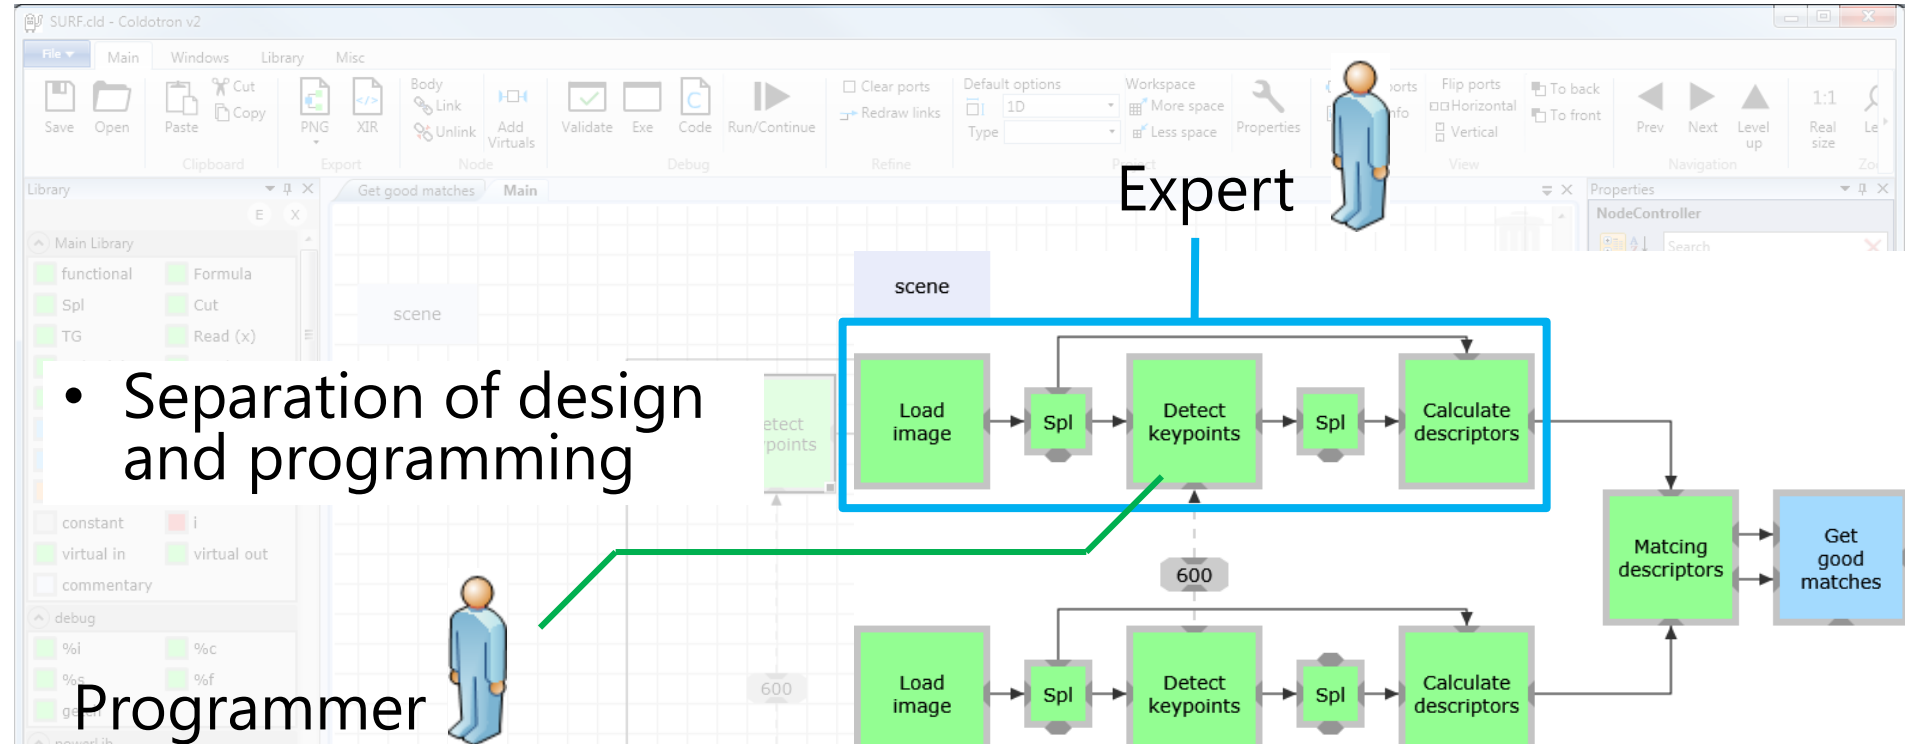 SURF.cld - Coldotron v2
File Main Windows Library Misc
Save Open Paste Cut Copy Clipboard
PNG XIR Export
Body Link Unlink Add Virtuals Node
Validate Exe Code Run/Continue Debug
Clear ports Redraw links Refine
Default options 1D Type
Workspace More space Less space Properties
Flip ports Horizontal Vertical View
To back To front
Prev Next Level up Navigation
1:1 Real size
Expert
Library
Get good matches Main
Properties
NodeController
E X
Search
Main Library
functional Formula
Spl Cut
TG Read (x)
scene
scene
• Separation of design
and programming
Load image
Spl
Detect keypoints
Spl
Calculate descriptors
constant i
virtual in virtual out
commentary
600
Matcing descriptors
Get good matches
debug
%i %c
%s %f
600
Programmer
Load image
Spl
Detect keypoints
Spl
Calculate descriptors